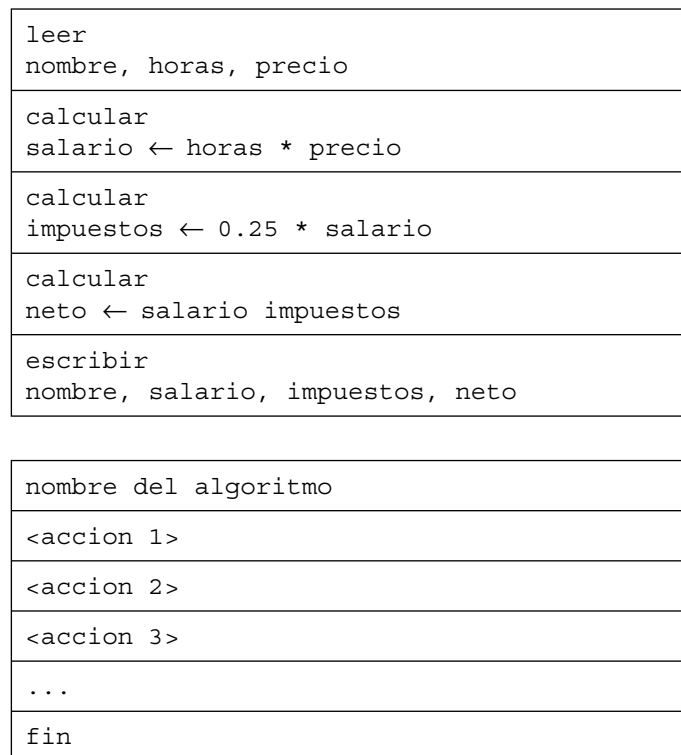 leer
nombre, horas, precio
calcular
salario ← horas * precio
calcular
impuestos ← 0.25 * salario
calcular
neto ← salario impuestos
escribir
nombre, salario, impuestos, neto
nombre del algoritmo
<accion 1>
<accion 2>
<accion 3>
...
fin